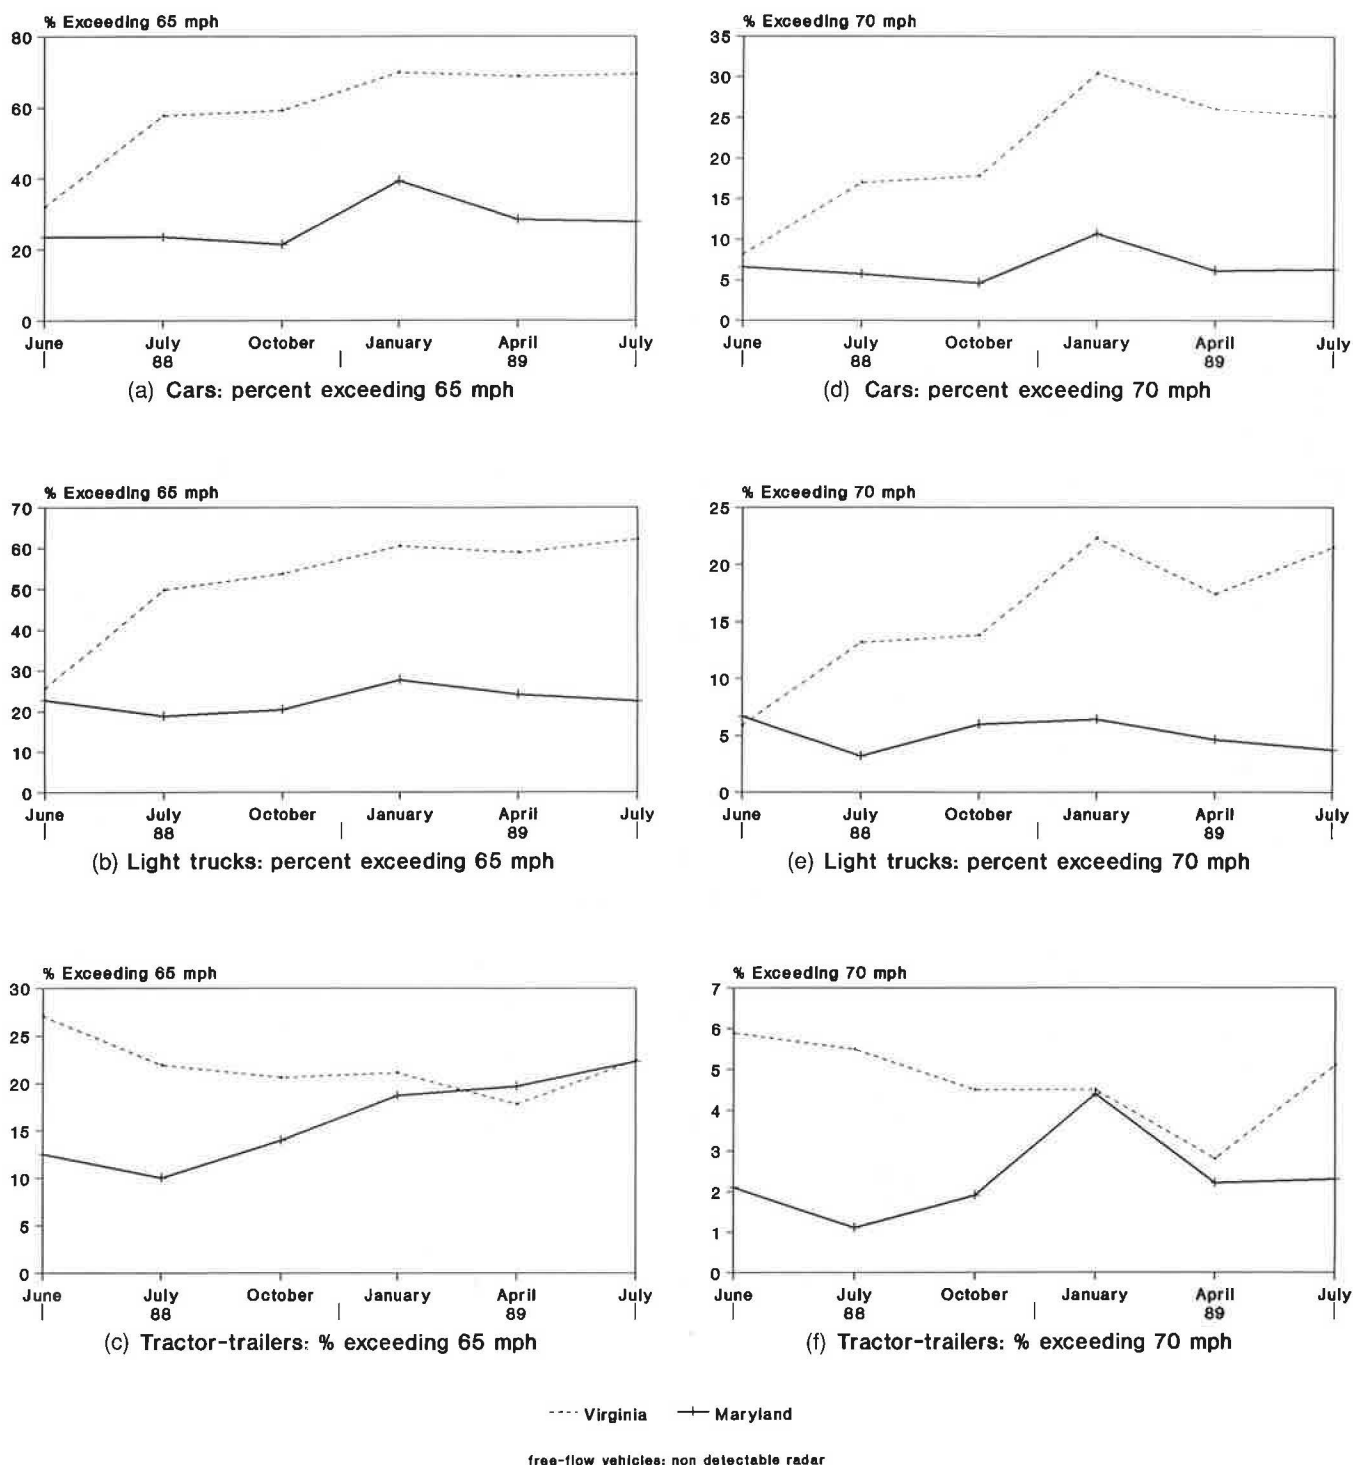 % Exceeding 65 mph
80
60
40
20
0
June July October January April July
88
(a) Cars: percent exceeding 65 mph
% Exceeding 70 mph
35
30
25
20
15
10
5
0
June July October January April July
88 89
(d) Cars: percent exceeding 70 mph
% Exceeding 65 mph
70
60
50
40
30
20
10
0
June July October January April July
88 89
(b) Light trucks: percent exceeding 65 mph
% Exceeding 70 mph
25
20
15
10
5
0
June July October January April July
88 89
(e) Light trucks: percent exceeding 70 mph
% Exceeding 65 mph
30
25
20
15
10
5
0
June July October January April July
88 89
(c) Tractor-trailers: % exceeding 65 mph
% Exceeding 70 mph
7
6
5
4
3
2
1
0
June July October January April July
88 89
(f) Tractor-trailers: % exceeding 70 mph
Virginia Maryland
free-flow vehicles: non detectable radar